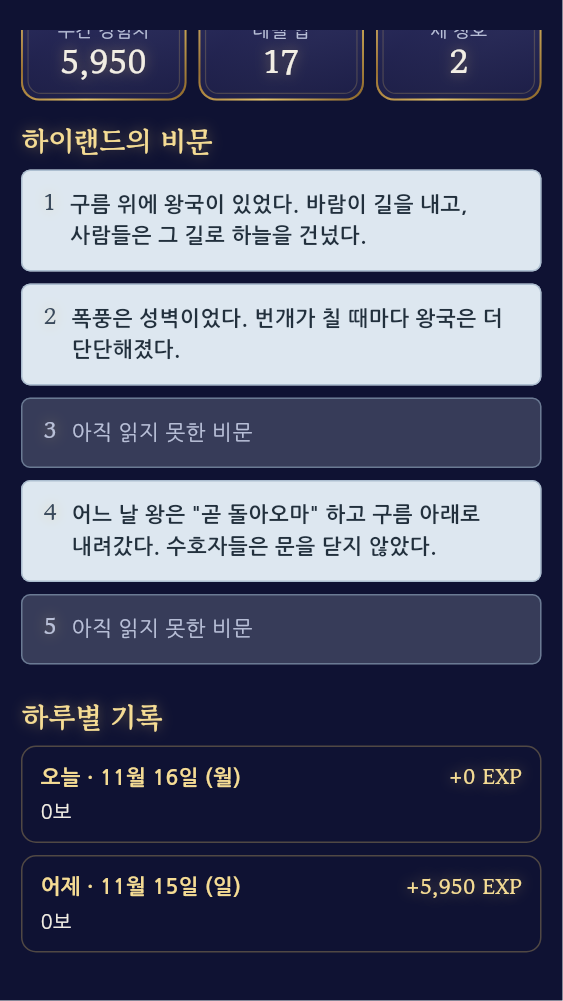 5,950
17
2
하이랜드의 비문
1 구름 위에 왕국이 있었다. 바람이 길을 내고,
사람들은 그 길로 하늘을 건넜다.
2 폭풍은 성벽이었다. 번개가 칠 때마다 왕국은 더
단단해졌다.
3 아직 읽지 못한 비문
4 어느 날 왕은 "곧 돌아오마" 하고 구름 아래로
내려갔다. 수호자들은 문을 닫지 않았다.
5 아직 읽지 못한 비문
하루별 기록
오늘 · 11월 16일 (월) +0 EXP
0보
어제 · 11월 15일 (일) +5,950 EXP
0보